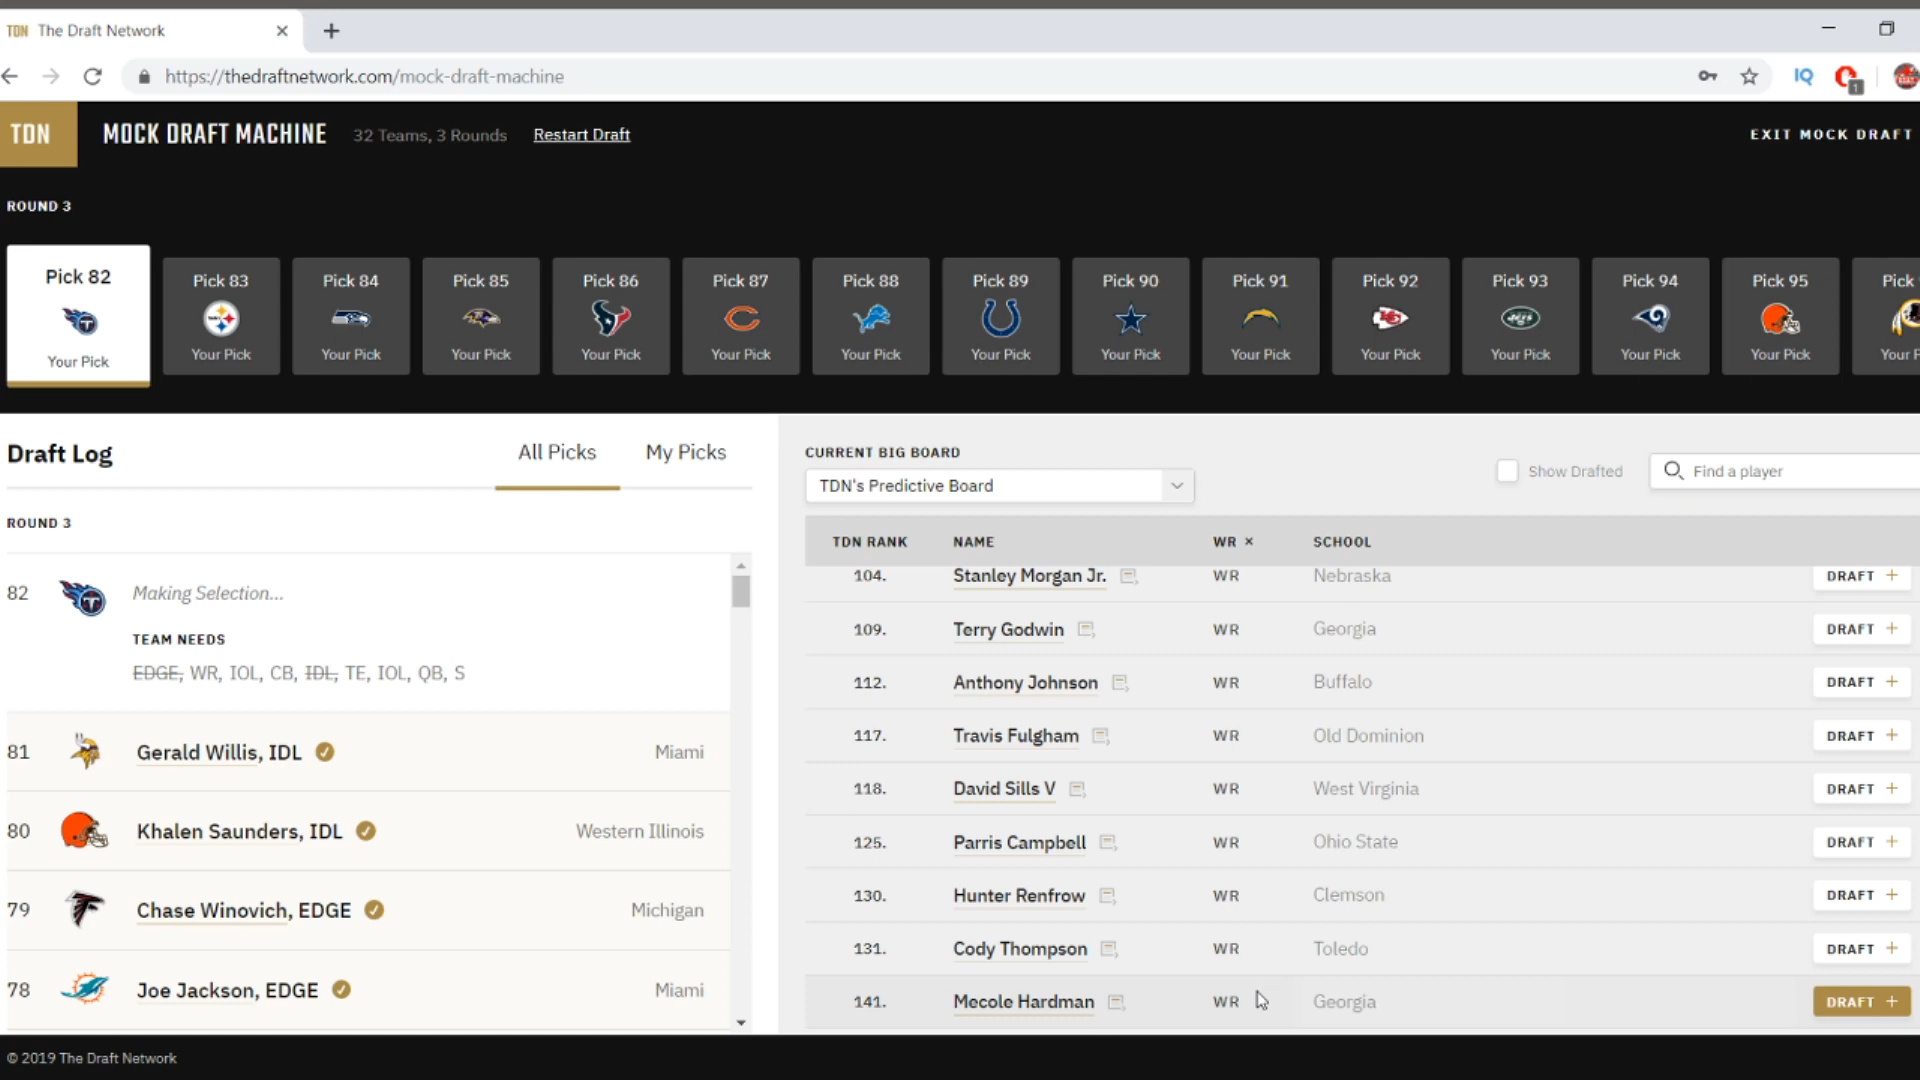 TDN The Draft Network
https://thedraftnetwork.com/mock-draft-machine
IQ
1
TDN MOCK DRAFT MACHINE 32 Teams, 3 Rounds Restart Draft EXIT MOCK DRAFT
ROUND 3
Pick 82 Pick 83 Pick 84 Pick 85 Pick 86 Pick 87 Pick 88 Pick 89 Pick 90 Pick 91 Pick 92 Pick 93 Pick 94 Pick 95 Pick
Your Pick Your Pick Your Pick Your Pick Your Pick Your Pick Your Pick Your Pick Your Pick Your Pick Your Pick Your Pick Your Pick Your Pick Your P
Draft Log All Picks My Picks
ROUND 3
82 Making Selection...
TEAM NEEDS
EDGE, WR, IOL, CB, IDL, TE, IOL, QB, S
81 Gerald Willis, IDL Miami
80 Khalen Saunders, IDL Western Illinois
79 Chase Winovich, EDGE Michigan
78 Joe Jackson, EDGE Miami
CURRENT BIG BOARD
TDN's Predictive Board
Show Drafted
Find a player
TDN RANK NAME WR × SCHOOL
104. Stanley Morgan Jr. WR Nebraska DRAFT +
109. Terry Godwin WR Georgia DRAFT +
112. Anthony Johnson WR Buffalo DRAFT +
117. Travis Fulgham WR Old Dominion DRAFT +
118. David Sills V WR West Virginia DRAFT +
125. Parris Campbell WR Ohio State DRAFT +
130. Hunter Renfrow WR Clemson DRAFT +
131. Cody Thompson WR Toledo DRAFT +
141. Mecole Hardman WR Georgia DRAFT +
© 2019 The Draft Network